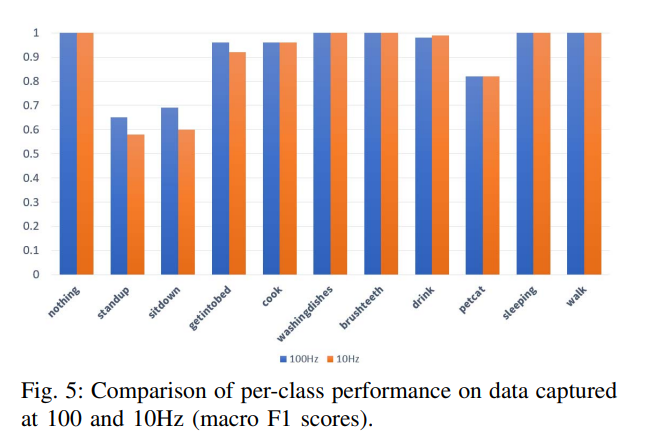 1
0.9
0.8
0.7
0.6
0.5
0.4
0.3
0.2
0.1
0
nothing
standup
sitdown
getintobed
cook
washingdishes
brushteeth
drink
petcat
sleeping
walk
100Hz 10Hz
Fig. 5: Comparison of per-class performance on data captured
at 100 and 10Hz (macro F1 scores).